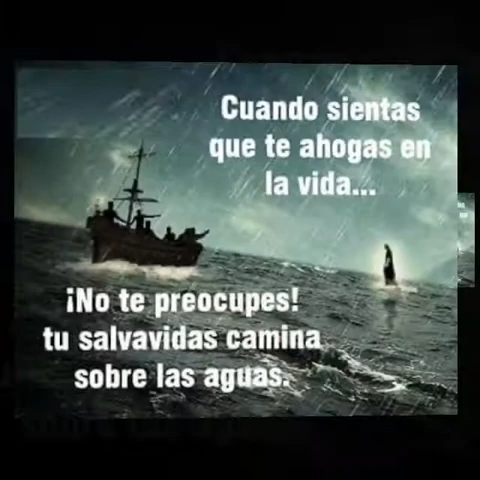 Cuando sientas
que te ahogas en
la vida...
¡No te preocupes!
tu salvavidas camina
sobre las aguas.